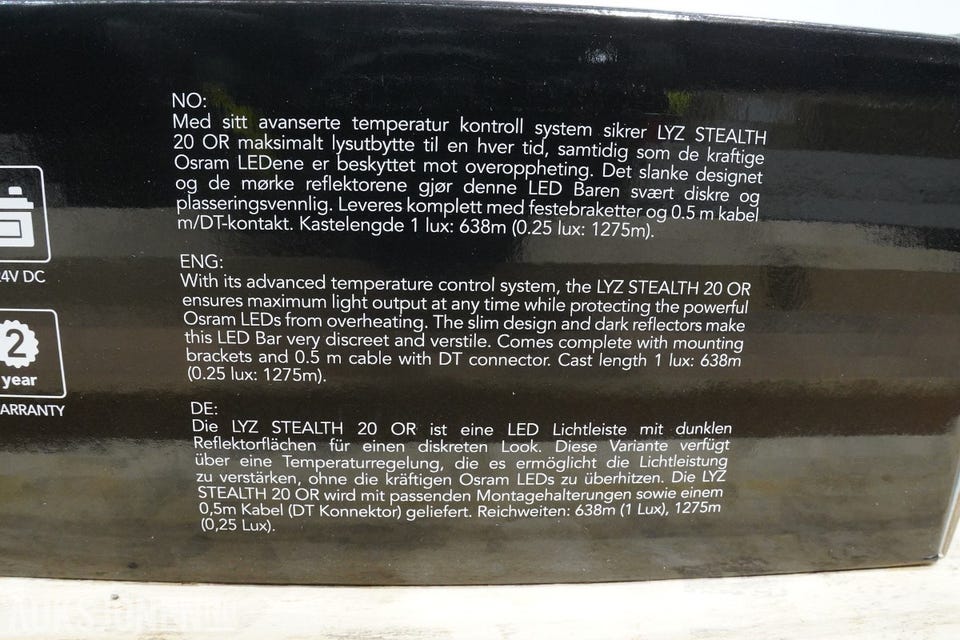 NO:
Med sitt avanserte temperatur kontroll system sikrer LYZ STEALTH
20 OR maksimalt lysutbytte til en hver tid, samtidig som de kraftige
Osram LEDene er beskyttet mot overoppheting. Det slanke designet
og de mørke reflektorene gjør denne LED Baren svært diskre og
plasseringsvennlig. Leveres komplett med festebraketter og 0.5 m kabel
m/DT-kontakt. Kastelengde 1 lux: 638m (0.25 lux: 1275m).
4V DC
ENG:
With its advanced temperature control system, the LYZ STEALTH 20 OR
ensures maximum light output at any time while protecting the powerful
Osram LEDs from overheating. The slim design and dark reflectors make
this LED Bar very discreet and verstile. Comes complete with mounting
brackets and 0.5 m cable with DT connector. Cast length 1 lux: 638m
(0.25 lux: 1275m).
2
year
ARRANTY
DE:
Die LYZ STEALTH 20 OR ist eine LED Lichtleiste mit dunklen
Reflektorflächen für einen diskreten Look. Diese Variante verfügt
über eine Temperaturregelung, die es ermöglicht die Lichtleistung
zu verstärken, ohne die kräftigen Osram LEDs zu überhitzen. Die LYZ
STEALTH 20 OR wird mit passenden Montagehalterungen sowie einem
0,5m Kabel (DT Konnektor) geliefert. Reichweiten: 638m (1 Lux), 1275m
(0,25 Lux).